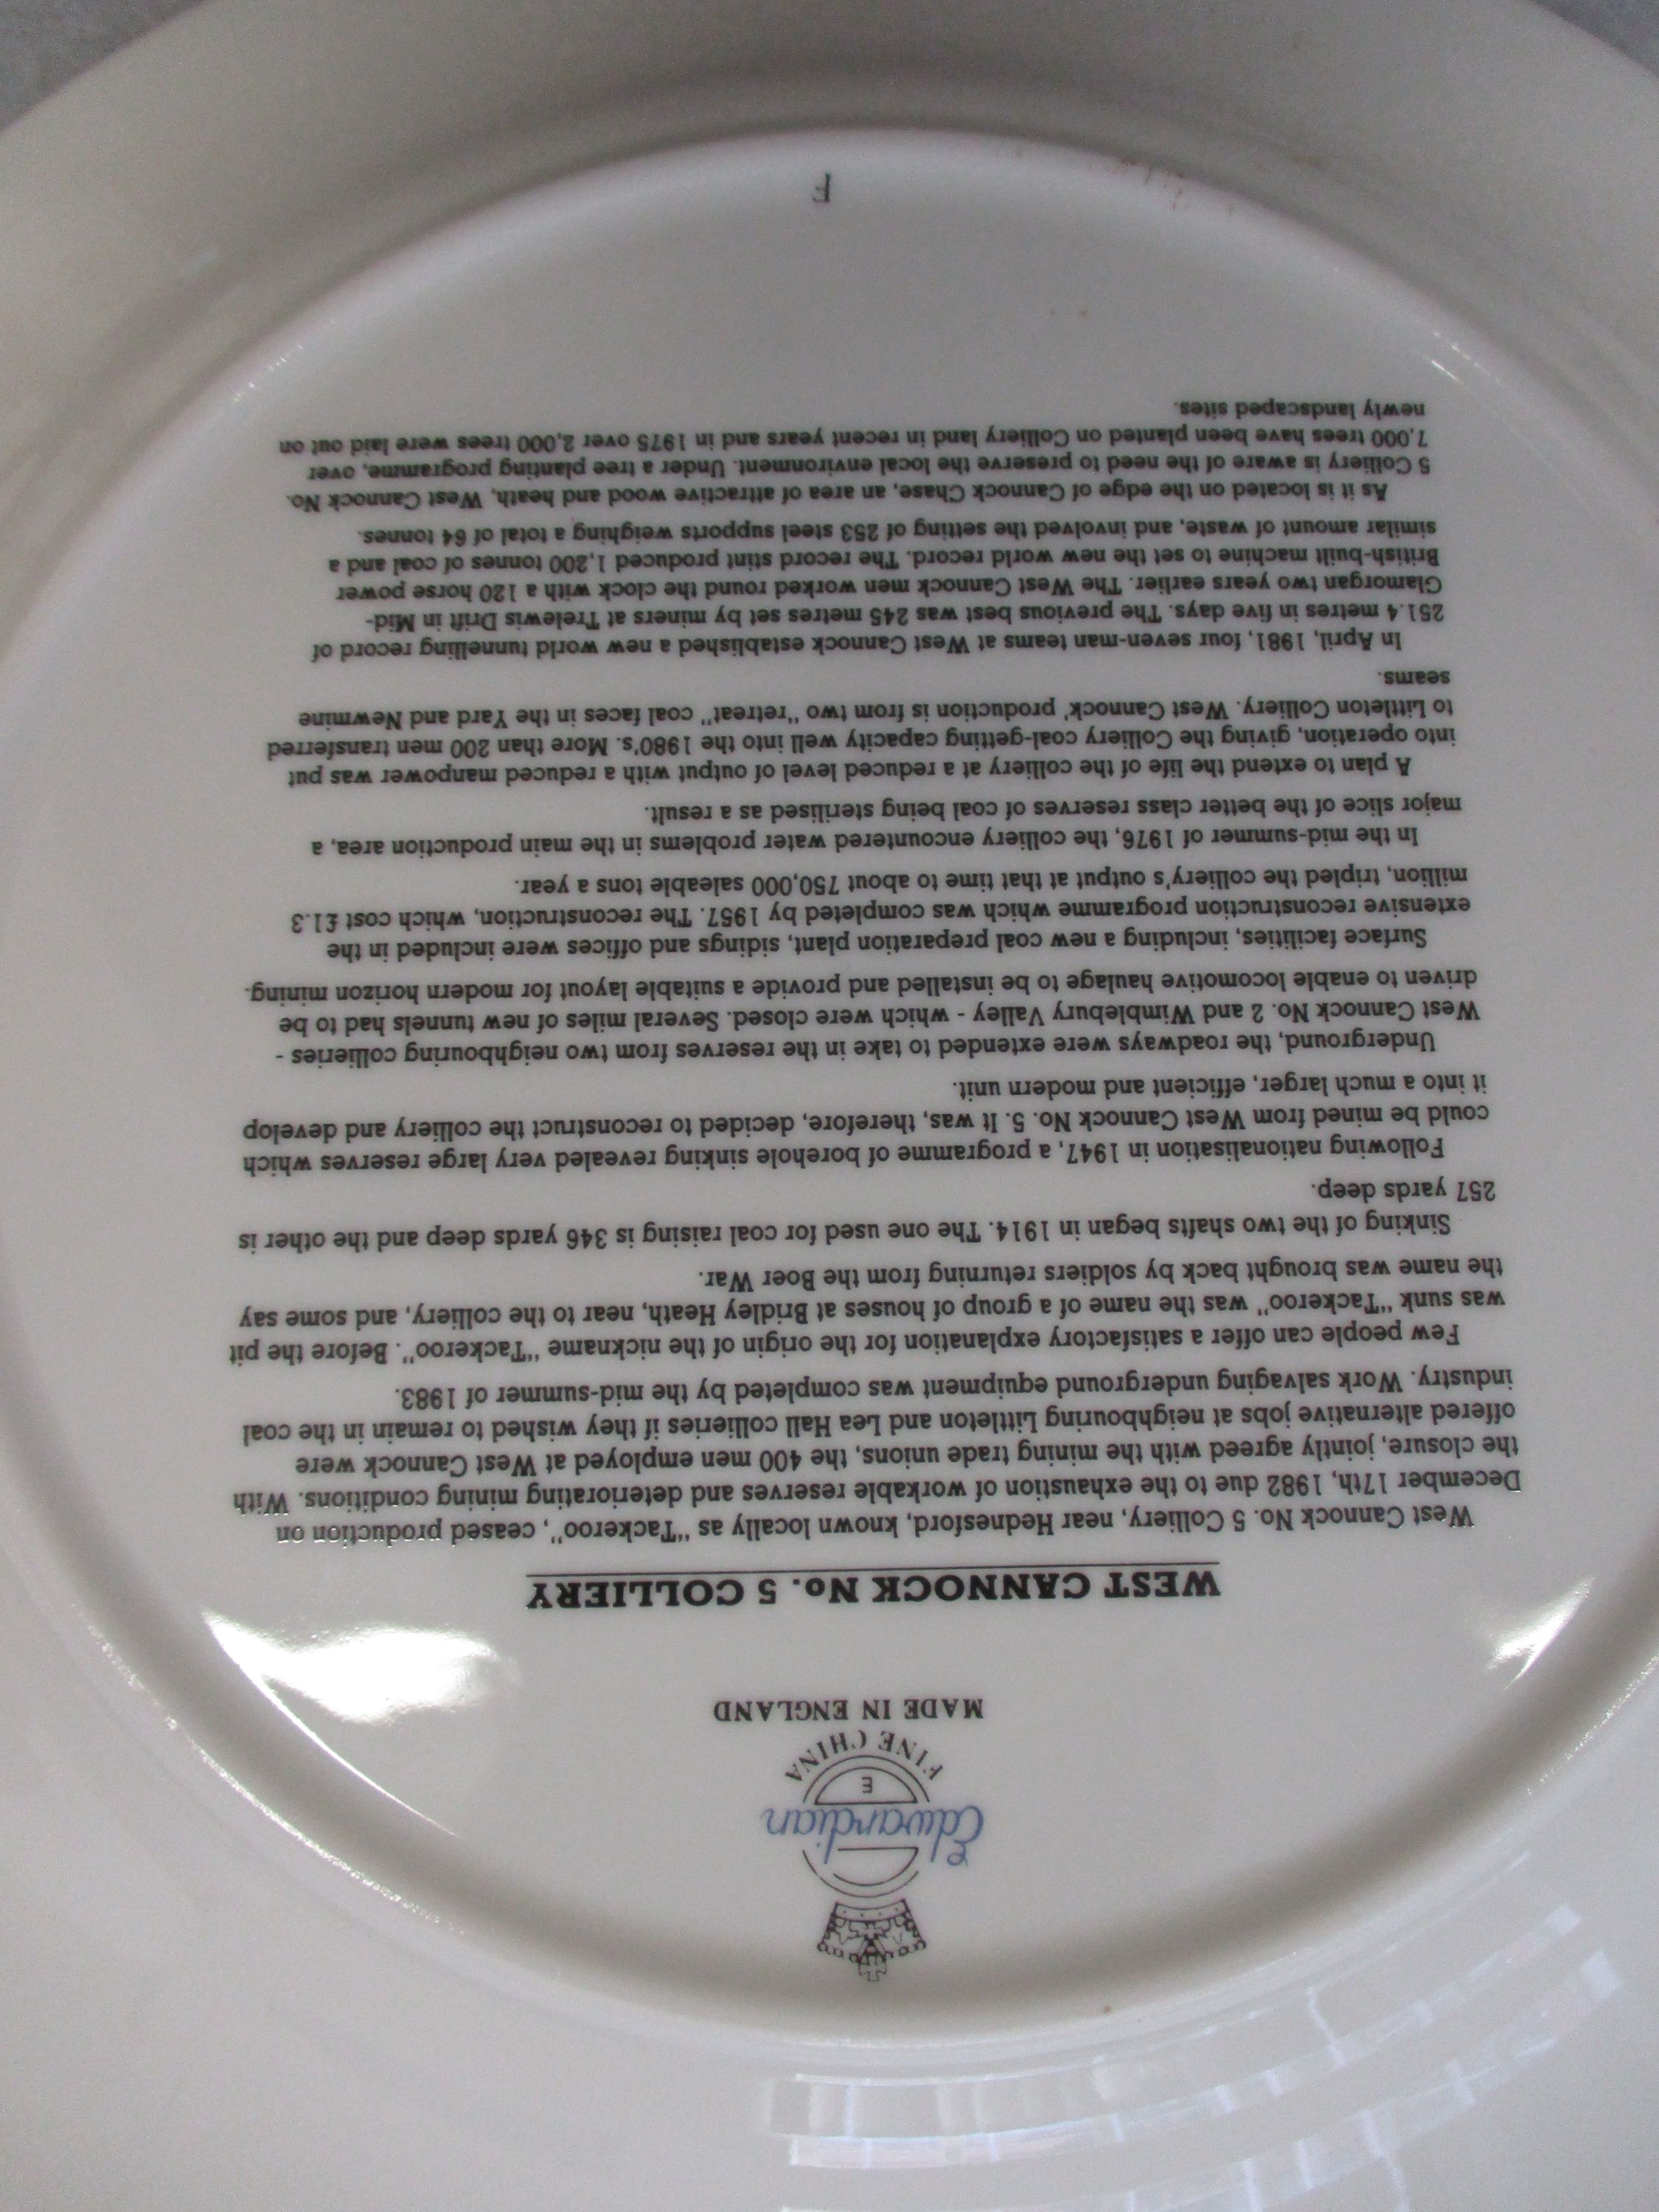 Edwardian
E
FINE CHINA
MADE IN ENGLAND
WEST CANNOCK No. 5 COLLIERY
West Cannock No. 5 Colliery, near Hednesford, known locally as "Tackeroo", ceased production on
December 17th, 1982 due to the exhaustion of workable reserves and deteriorating mining conditions. With
the closure, jointly agreed with the mining trade unions, the 400 men employed at West Cannock were
offered alternative jobs at neighbouring Littleton and Lea Hall collieries if they wished to remain in the coal
industry. Work salvaging underground equipment was completed by the mid-summer of 1983.
Few people can offer a satisfactory explanation for the origin of the nickname "Tackeroo". Before the pit
was sunk "Tackeroo" was the name of a group of houses at Bridley Heath, near to the colliery, and some say
the name was brought back by soldiers returning from the Boer War.
Sinking of the two shafts began in 1914. The one used for coal raising is 346 yards deep and the other is
257 yards deep.
Following nationalisation in 1947, a programme of borehole sinking revealed very large reserves which
could be mined from West Cannock No. 5. It was, therefore, decided to reconstruct the colliery and develop
it into a much larger, efficient and modern unit.
Underground, the roadways were extended to take in the reserves from two neighbouring collieries -
West Cannock No. 2 and Wimblebury Valley - which were closed. Several miles of new tunnels had to be
driven to enable locomotive haulage to be installed and provide a suitable layout for modern horizon mining.
Surface facilities, including a new coal preparation plant, sidings and offices were included in the
extensive reconstruction programme which was completed by 1957. The reconstruction, which cost £1.3
million, tripled the colliery's output at that time to about 750,000 saleable tons a year.
In the mid-summer of 1976, the colliery encountered water problems in the main production area, a
major slice of the better class reserves of coal being sterilised as a result.
A plan to extend the life of the colliery at a reduced level of output with a reduced manpower was put
into operation, giving the Colliery coal-getting capacity well into the 1980's. More than 200 men transferred
to Littleton Colliery. West Cannock' production is from two "retreat" coal faces in the Yard and Newmine
seams.
In April, 1981, four seven-man teams at West Cannock established a new world tunnelling record of
251.4 metres in five days. The previous best was 245 metres set by miners at Trelewis Drift in Mid-
Glamorgan two years earlier. The West Cannock men worked round the clock with a 120 horse power
British-built machine to set the new world record. The record stint produced 1,200 tonnes of coal and a
similar amount of waste, and involved the setting of 253 steel supports weighing a total of 64 tonnes.
As it is located on the edge of Cannock Chase, an area of attractive wood and heath, West Cannock No.
5 Colliery is aware of the need to preserve the local environment. Under a tree planting programme, over
7,000 trees have been planted on Colliery land in recent years and in 1975 over 2,000 trees were laid out on
newly landscaped sites.
F